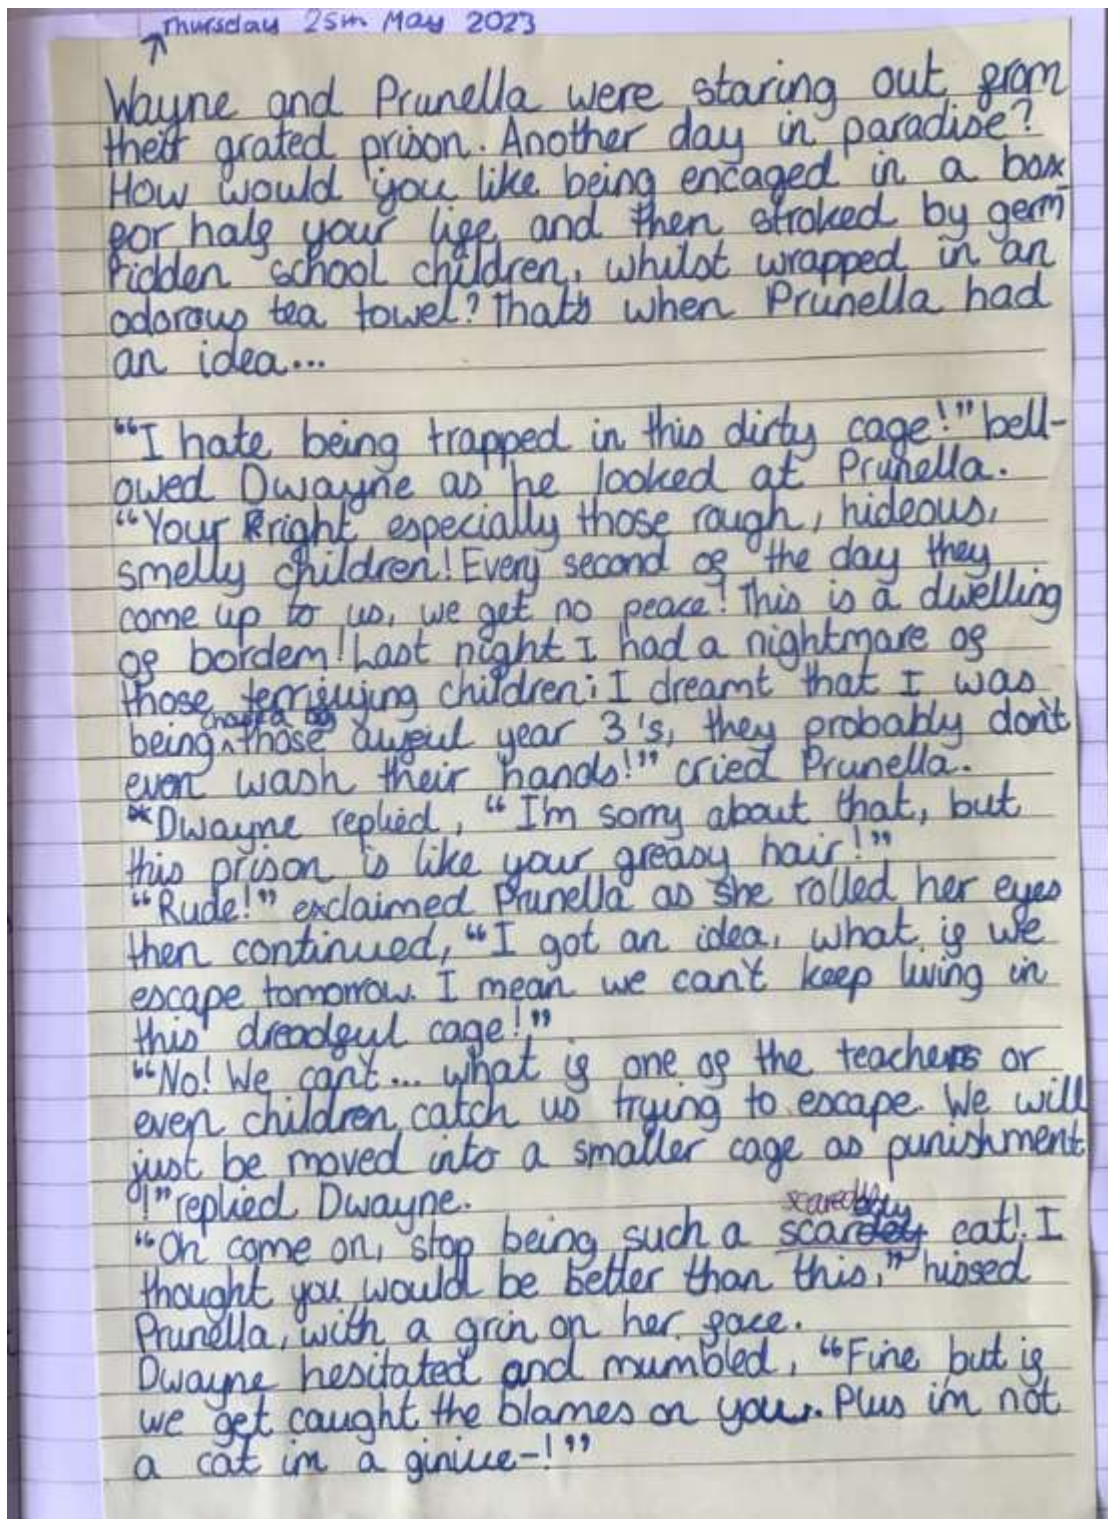 Thursday 25th May 2023
Wayne and Prunella were staring out from
their grated prison. Another day in paradise?
How would you like being encaged in a box
for half your life, and then stroked by germ
ridden school children, whilst wrapped in an
odorous tea towel? That's when Prunella had
an idea...
“I hate being trapped in this dirty cage!” bell-
owed Dwayne as he looked at Prunella.
“Your right especially those rough, hideous,
smelly children! Every second of the day they
come up to us, we get no peace! This is a dwelling
of bordem! Last night I had a nightmare of
those terrifiying children: I dreamt that I was
being chased by those awful year 3's, they probably don't
even wash their hands!” cried Prunella.
*Dwayne replied, “I'm sorry about that, but
this prison is like your greasy hair!”
“Rude!” exclaimed Prunella as she rolled her eyes
then continued, “I got an idea, what if we
escape tomorrow. I mean we can't keep living in
this dreadful cage!”
“No! We can't... what if one of the teachers or
even children catch us trying to escape. We will
just be moved into a smaller cage as punishment
!” replied Dwayne.
“Oh come on, stop being such a scaredy cat! I
thought you would be better than this,” hissed
Prunella, with a grin on her face.
Dwayne hesitated and mumbled, “Fine but if
we get caught the blames on you. Plus im not
a cat im a giniue-!”